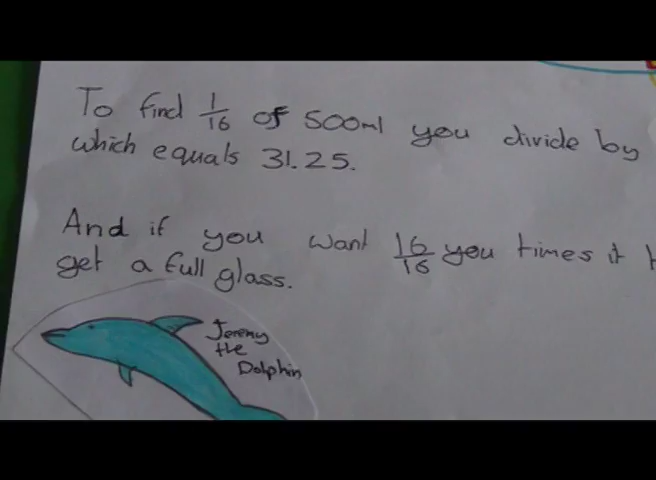 To find 1/16 of 500ml you divide by
which equals 31.25.
And if you want 16/16 you times it
get a full glass.
Jeremy
the
Dolphin